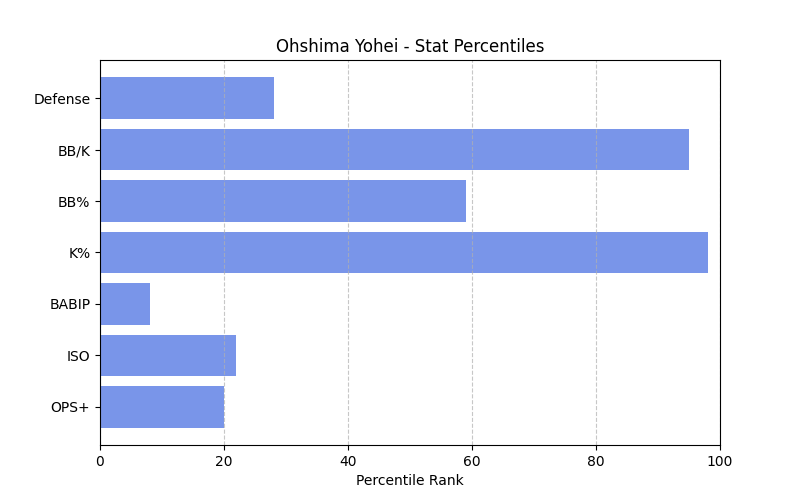 Ohshima Yohei - Stat Percentiles
Defense
BB/K
BB%
K%
BABIP
ISO
OPS+
0 20 40 60 80 100
Percentile Rank